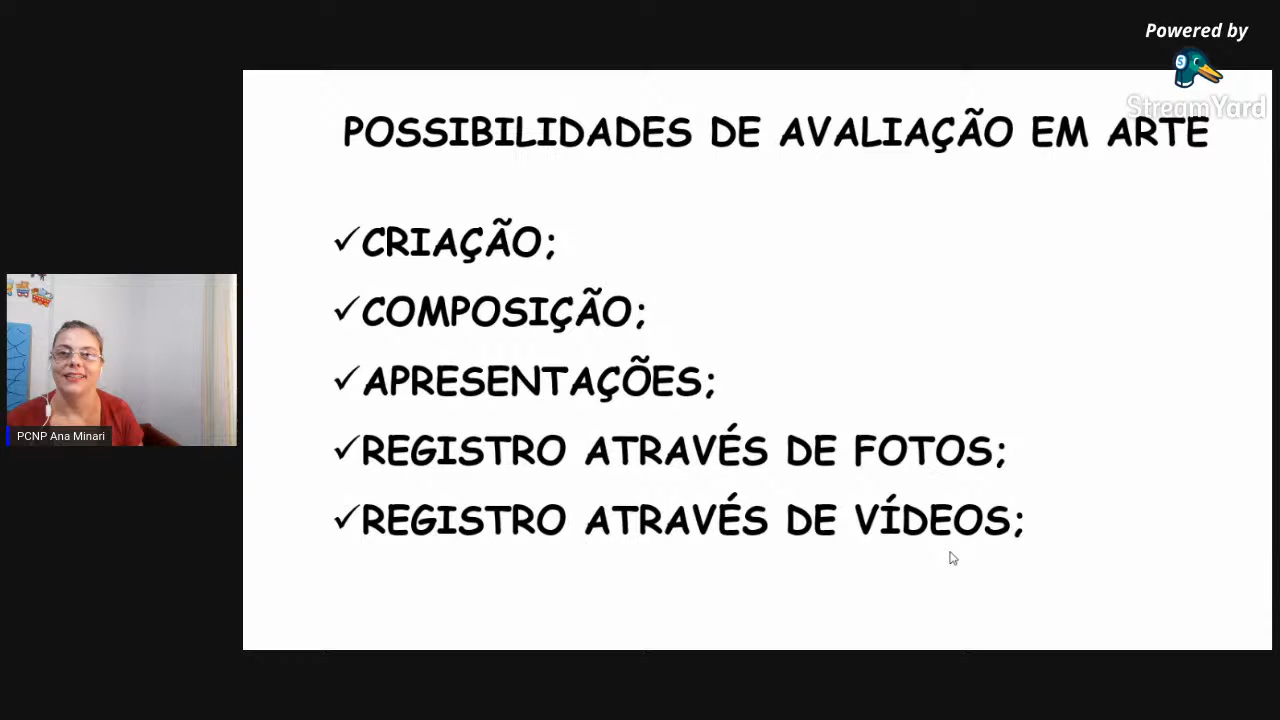 Powered by
StreamYard
POSSIBILIDADES DE AVALIAÇÃO EM ARTE
✓CRIAÇÃO;
✓COMPOSIÇÃO;
✓APRESENTAÇÕES;
✓REGISTRO ATRAVÉS DE FOTOS;
✓REGISTRO ATRAVÉS DE VÍDEOS;
PCNP Ana Minari